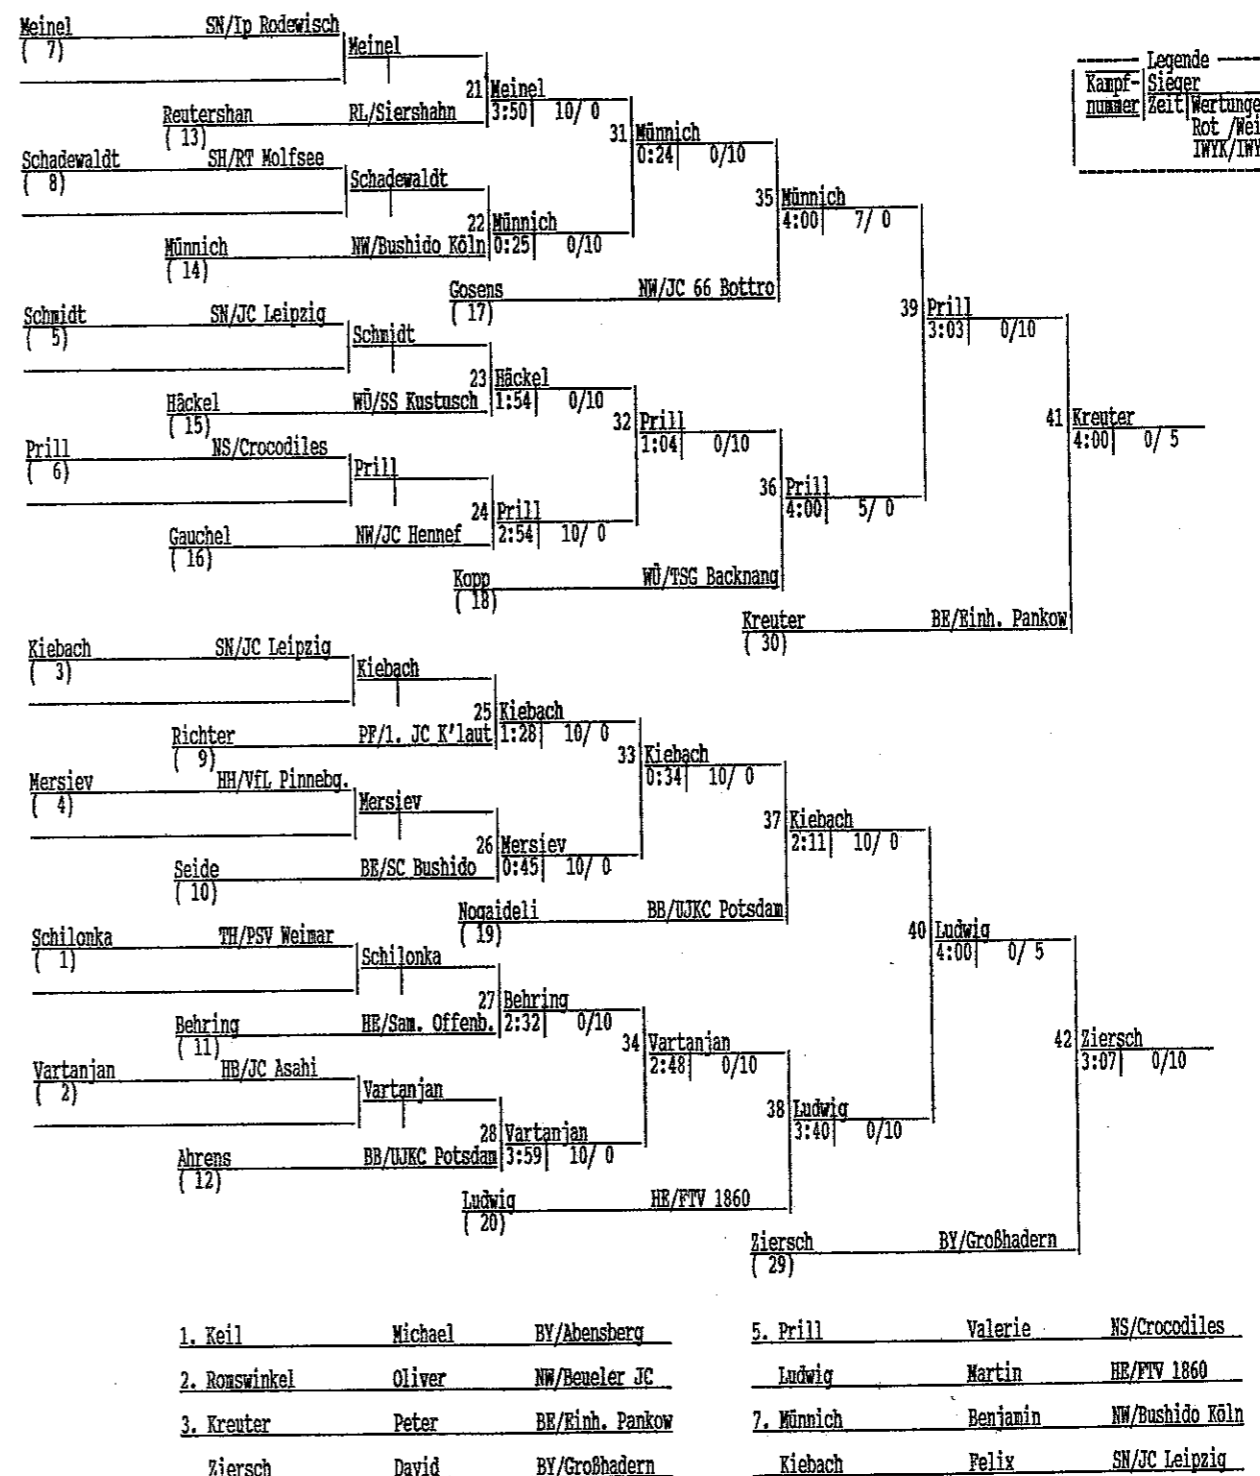 Meinel SN/Ip Rodewisch
( 7)
Meinel
21 Meinel
3:50 10/ 0
Reutershan RL/Siershahn
( 13)
31 Münnich
0:24 0/10
Schadewaldt SH/RT Molfsee
( 8)
Schadewaldt
22 Münnich
0:25 0/10
Münnich NW/Bushido Köln
( 14)
35 Münnich
4:00 7/ 0
Gosens NW/JC 66 Bottro
( 17)
Legende
Kampf- Sieger
nummer Zeit Wertunge
Rot /Wei
IWYK/IWY
Schmidt SN/JC Leipzig
( 5)
Schmidt
23 Häckel
1:54 0/10
Häckel WÜ/SS Kustusch
( 15)
32 Prill
1:04 0/10
Prill NS/Crocodiles
( 6)
Prill
24 Prill
2:54 10/ 0
Gauchel NW/JC Hennef
( 16)
36 Prill
4:00 5/ 0
Kopp WÜ/TSG Backnang
( 18)
39 Prill
3:03 0/10
41 Kreuter
4:00 0/ 5
Kreuter BE/Einh. Pankow
( 30)
Kiebach SN/JC Leipzig
( 3)
Kiebach
25 Kiebach
1:28 10/ 0
Richter PF/1. JC K'laut
( 9)
33 Kiebach
0:34 10/ 0
Mersiev HH/VfL Pinnebg.
( 4)
Mersiev
26 Mersiev
0:45 10/ 0
Seide BE/SC Bushido
( 10)
37 Kiebach
2:11 10/ 0
Nogaideli BB/UJKC Potsdam
( 19)
Schilonka TH/PSV Weimar
( 1)
Schilonka
27 Behring
2:32 0/10
Behring HE/Sam. Offenb.
( 11)
34 Vartanjan
2:48 0/10
Vartanjan HB/JC Asahi
( 2)
Vartanjan
28 Vartanjan
3:59 10/ 0
Ahrens BB/UJKC Potsdam
( 12)
38 Ludwig
3:40 0/10
Ludwig HE/FTV 1860
( 20)
40 Ludwig
4:00 0/ 5
42 Ziersch
3:07 0/10
Ziersch BY/Großhadern
( 29)
1. Keil Michael BY/Abensberg
2. Romswinkel Oliver NW/Beueler JC
3. Kreuter Peter BE/Einh. Pankow
Ziersch David BY/Großhadern
5. Prill Valerie NS/Crocodiles
Ludwig Martin HE/FTV 1860
7. Münnich Benjamin NW/Bushido Köln
Kiebach Felix SN/JC Leipzig